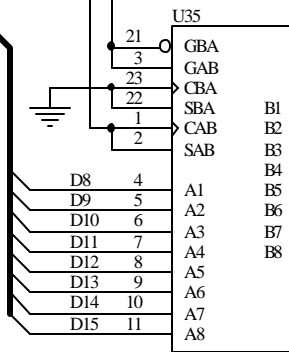 U35
21 GBA
3 GAB
23 CBA
22 SBA B1
1 CAB B2
2 SAB B3
B4
D8 4 A1 B5
D9 5 A2 B6
D10 6 A3 B7
D11 7 A4 B8
D12 8 A5
D13 9 A6
D14 10 A7
D15 11 A8